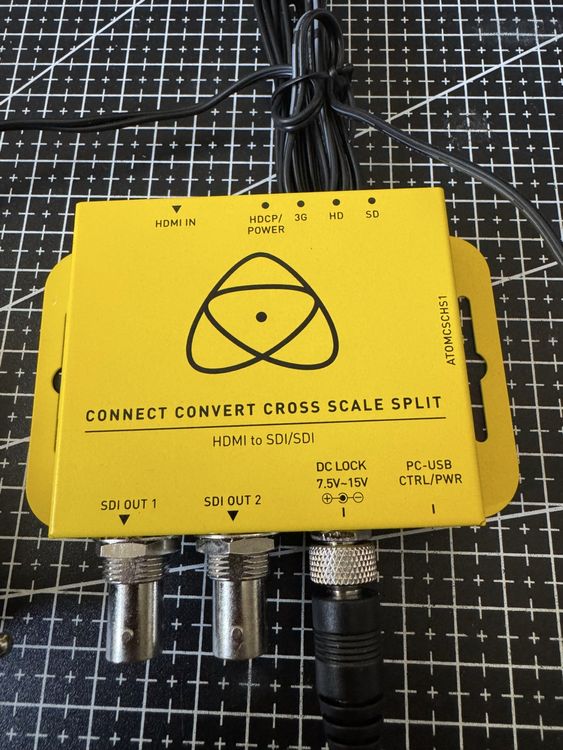 HDMI IN
HDCP/
POWER
3G
HD
SD
ATOMCSCHS1
CONNECT CONVERT CROSS SCALE SPLIT
HDMI to SDI/SDI
SDI OUT 1
SDI OUT 2
DC LOCK
7.5V~15V
PC-USB
CTRL/PWR